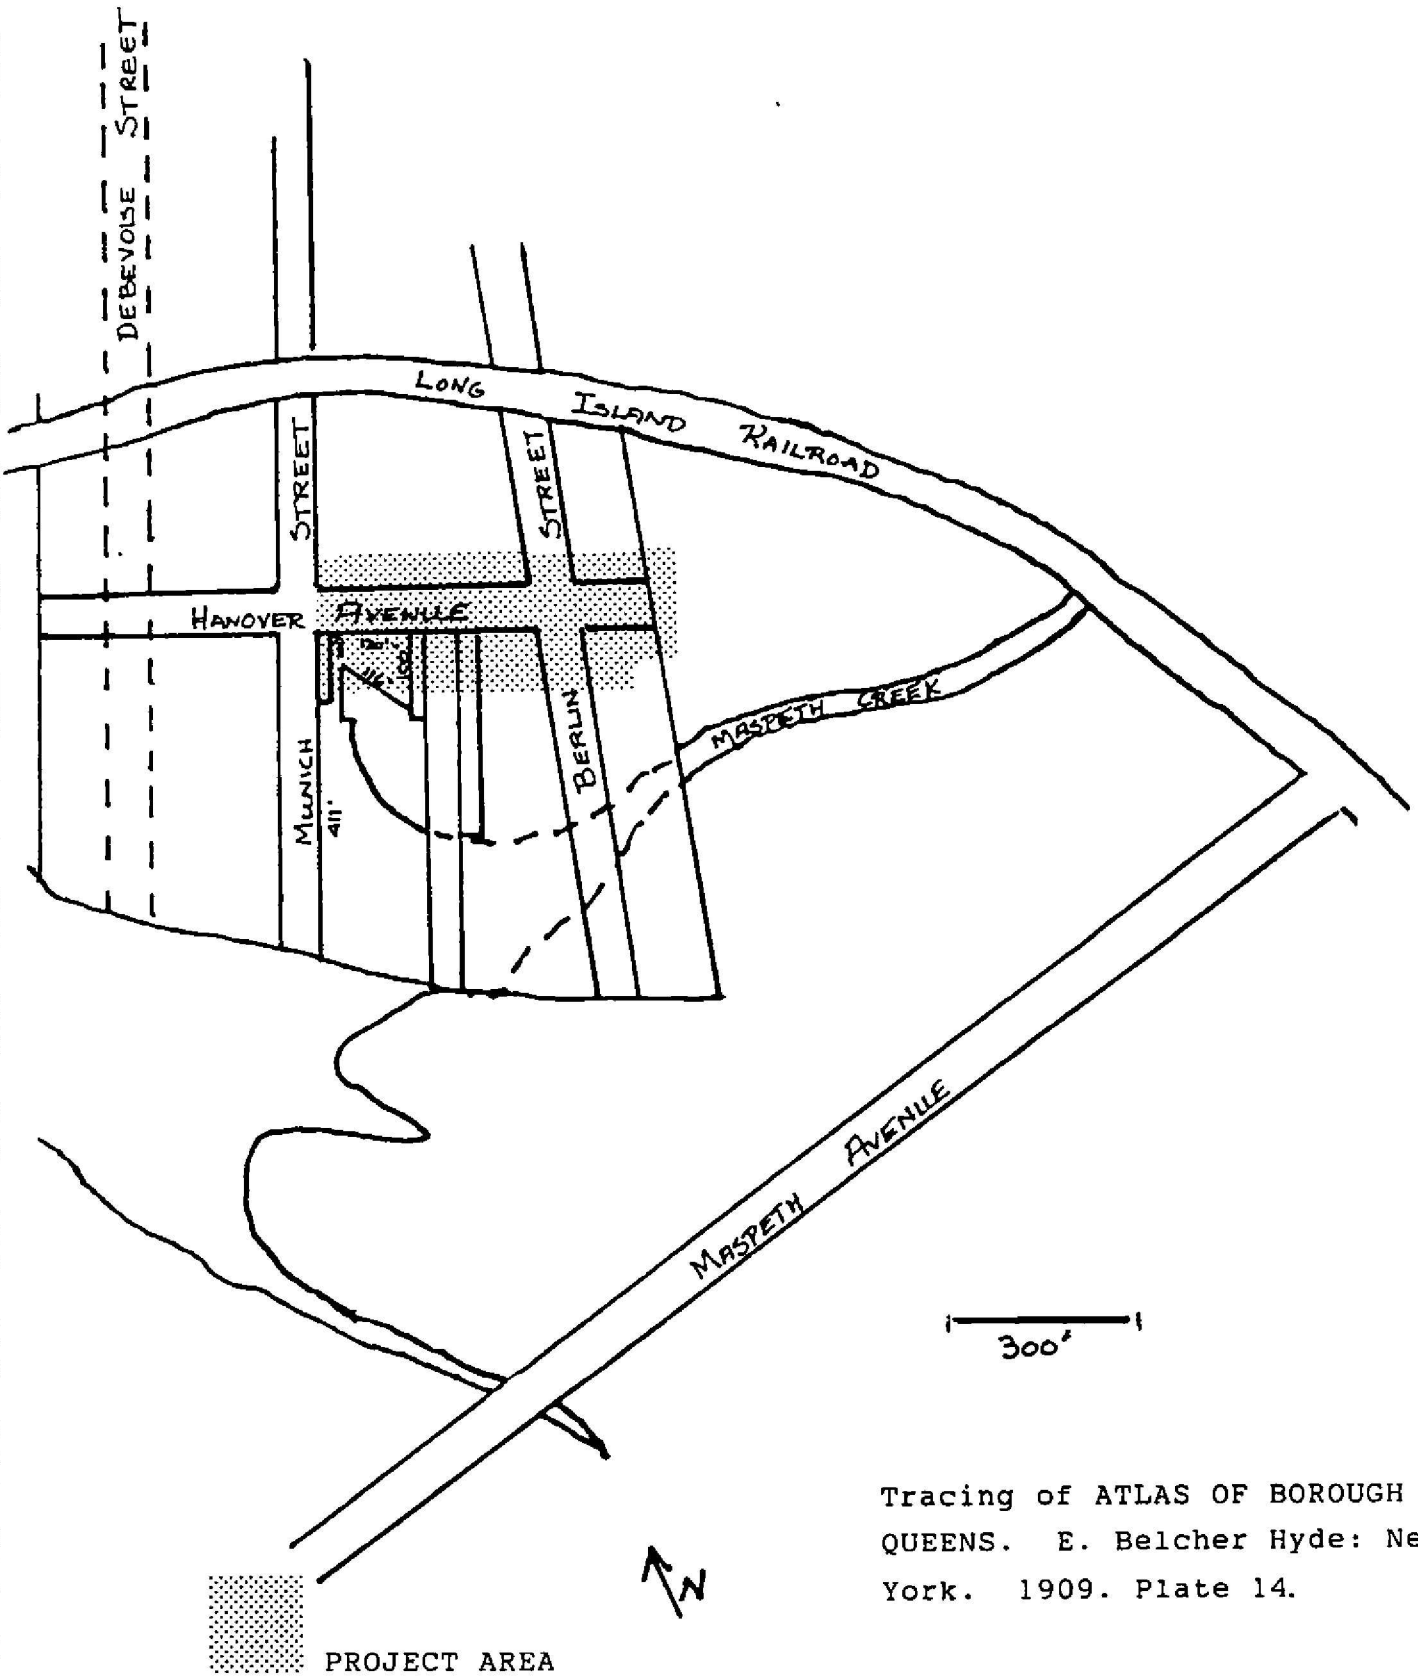 DEBEVOISE STREET
LONG ISLAND RAILROAD
STREET
STREET
HANOVER AVENUE
116'
MASPETH CREEK
BERLIN
MUNICH
411'
MASPETH AVENUE
300'
N
Tracing of ATLAS OF BOROUGH
QUEENS. E. Belcher Hyde: Ne
York. 1909. Plate 14.
PROJECT AREA